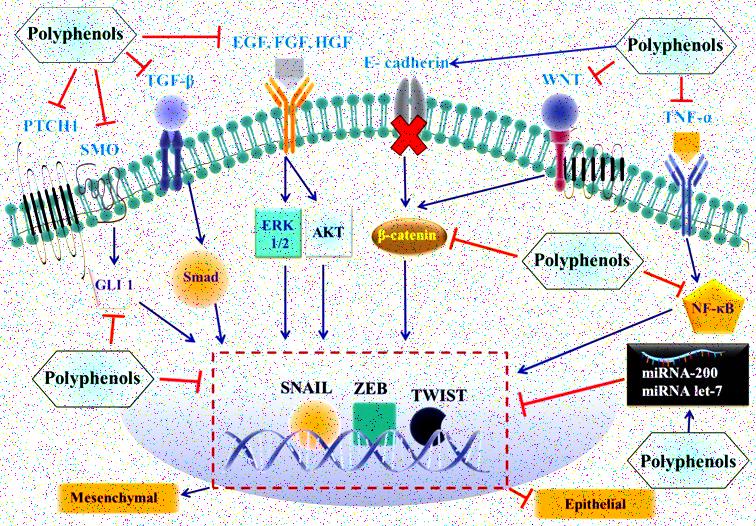 Polyphenols
Polyphenols
EGF, FGF, HGF
E- cadherin
TGF-β
WNT
PTCH1
TNF-α
SMO
ERK
1/2
AKT
β-catenin
Polyphenols
Smad
GLI 1
NF-κB
Polyphenols
miRNA-200
miRNA let-7
SNAIL
ZEB
TWIST
Polyphenols
Mesenchymal
Epithelial